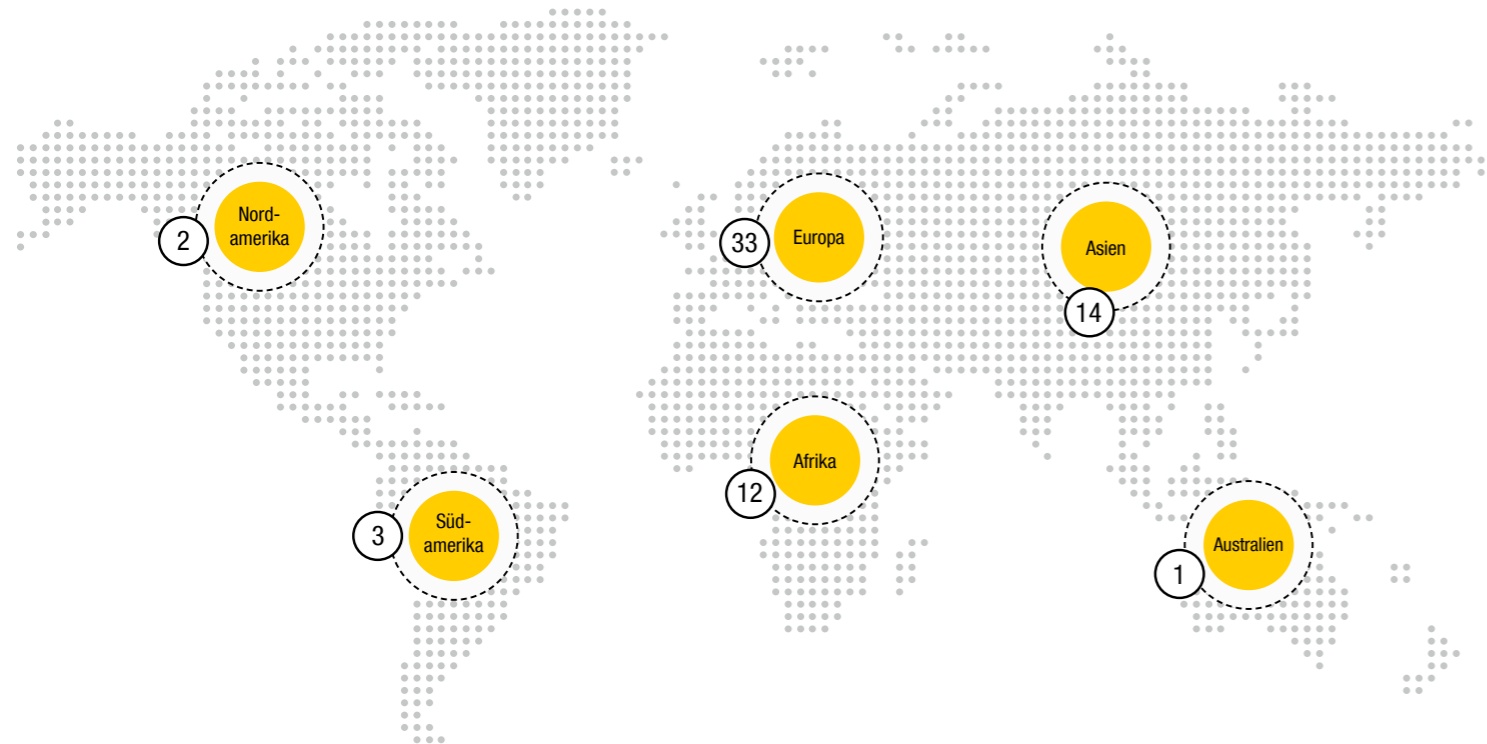 Nord-
amerika
2
Europa
33
Asien
14
Afrika
12
Süd-
amerika
3
Australien
1